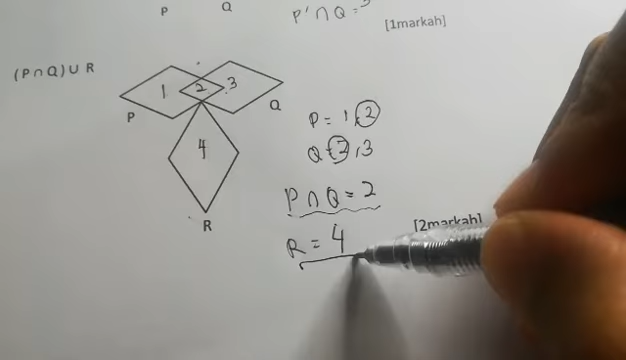 P Q
P' ∩ Q =
[1markah]
(P∩Q)∪R
1 2 3
P Q
4
R
P = 1,2
Q = 2,3
P ∩ Q = 2
[2markah]
R = 4